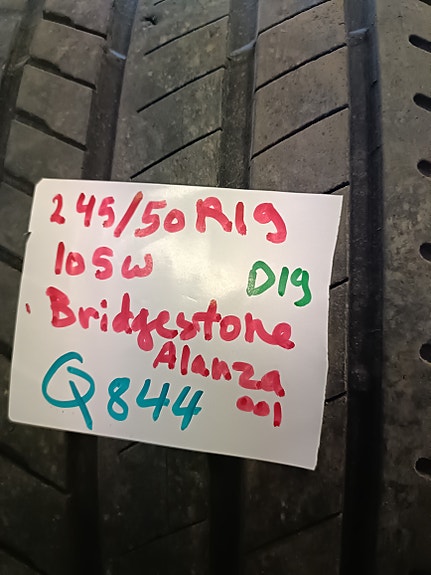 245/50R19
105W
D19
Bridgestone
Alanza
Q844
001